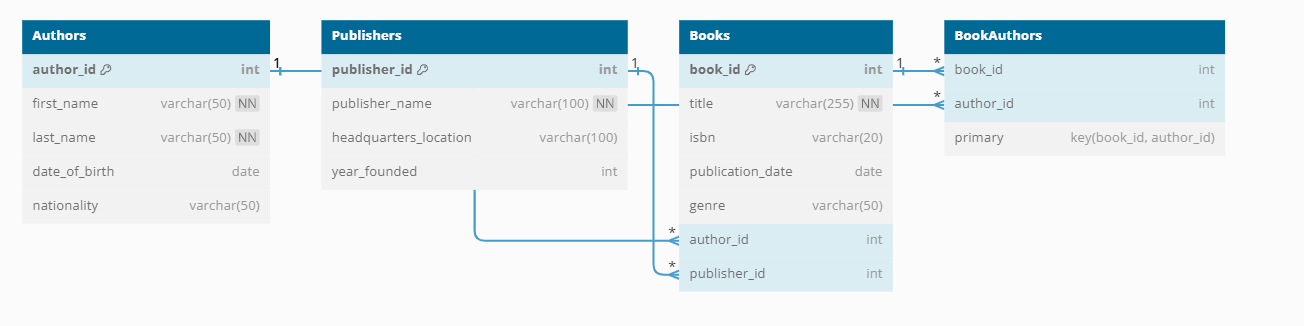 Authors
author_id int
first_name varchar(50) NN
last_name varchar(50) NN
date_of_birth date
nationality varchar(50)
1
Publishers
publisher_id int
publisher_name varchar(100) NN
headquarters_location varchar(100)
year_founded int
1
Books
book_id int
title varchar(255) NN
isbn varchar(20)
publication_date date
genre varchar(50)
* author_id int
* publisher_id int
1
BookAuthors
* book_id int
* author_id int
primary key(book_id, author_id)